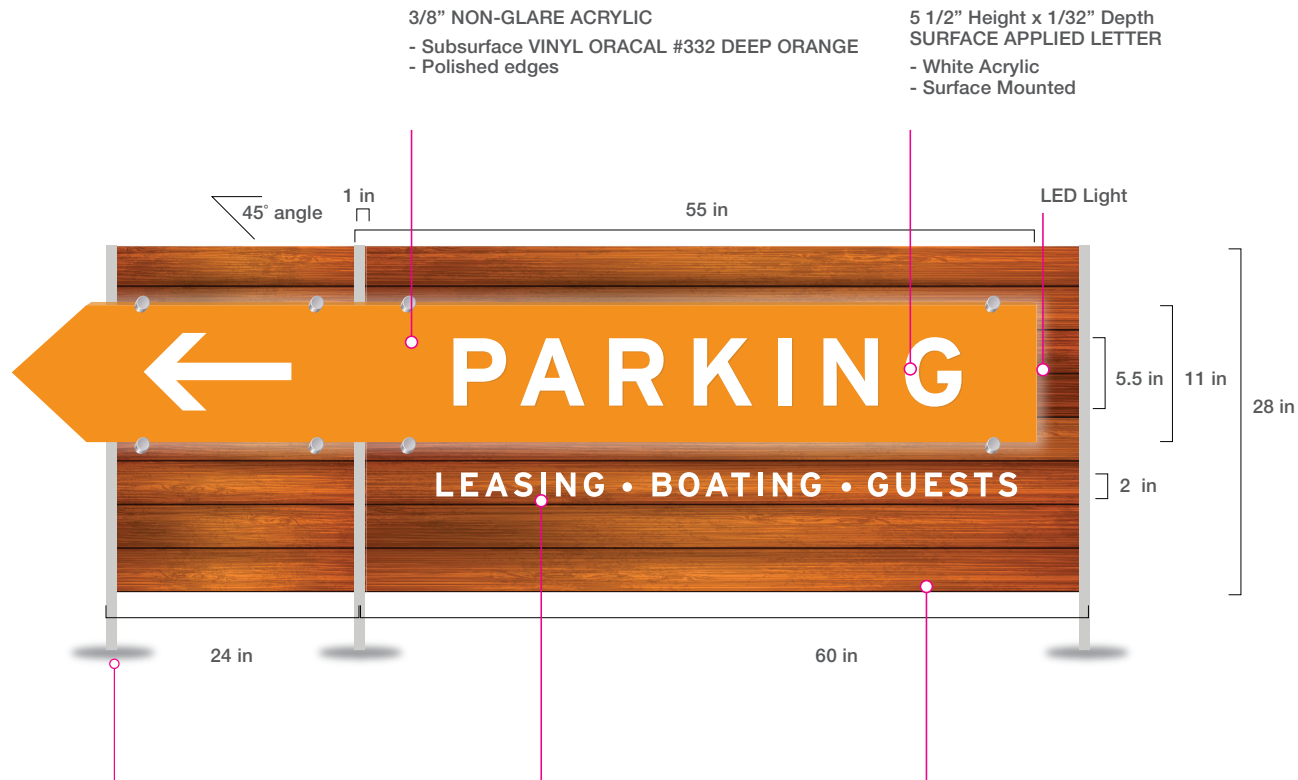 3/8” NON-GLARE ACRYLIC
- Subsurface VINYL ORACAL #332 DEEP ORANGE
- Polished edges
5 1/2” Height x 1/32” Depth
SURFACE APPLIED LETTER
- White Acrylic
- Surface Mounted
45° angle
1 in
55 in
LED Light
PARKING
5.5 in
11 in
28 in
LEASING • BOATING • GUESTS
2 in
24 in
60 in